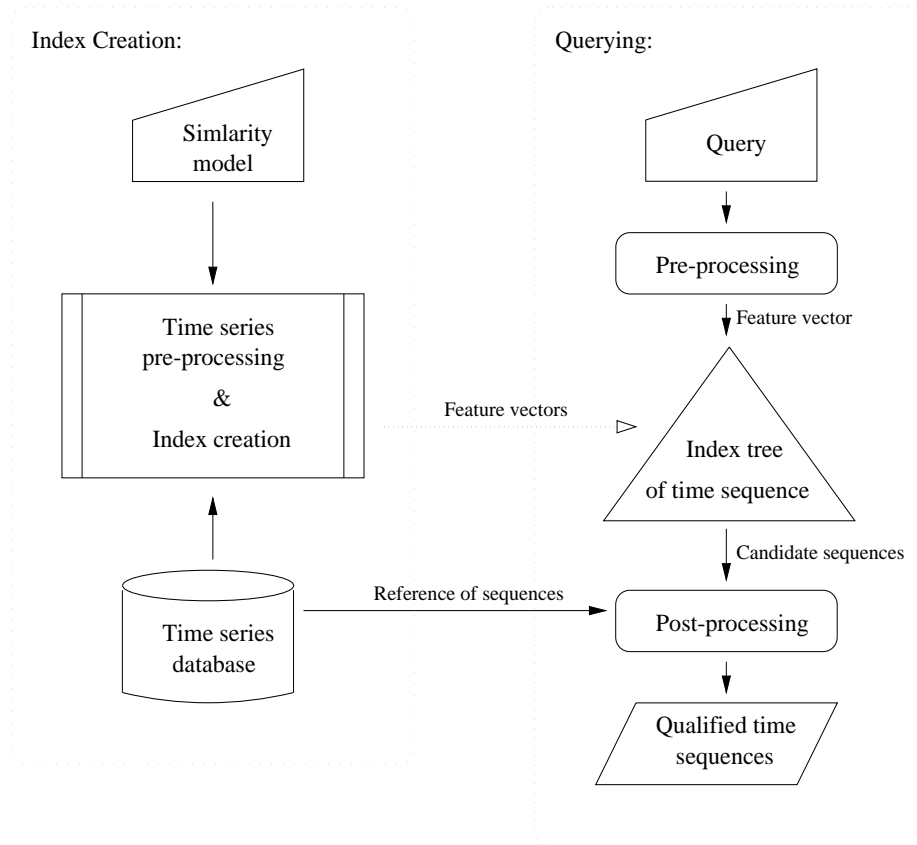 Index Creation:
Simlarity
model
Time series
pre-processing
&
Index creation
Time series
database
Feature vectors
Reference of sequences
Querying:
Query
Pre-processing
Feature vector
Index tree
of time sequence
Candidate sequences
Post-processing
Qualified time
sequences